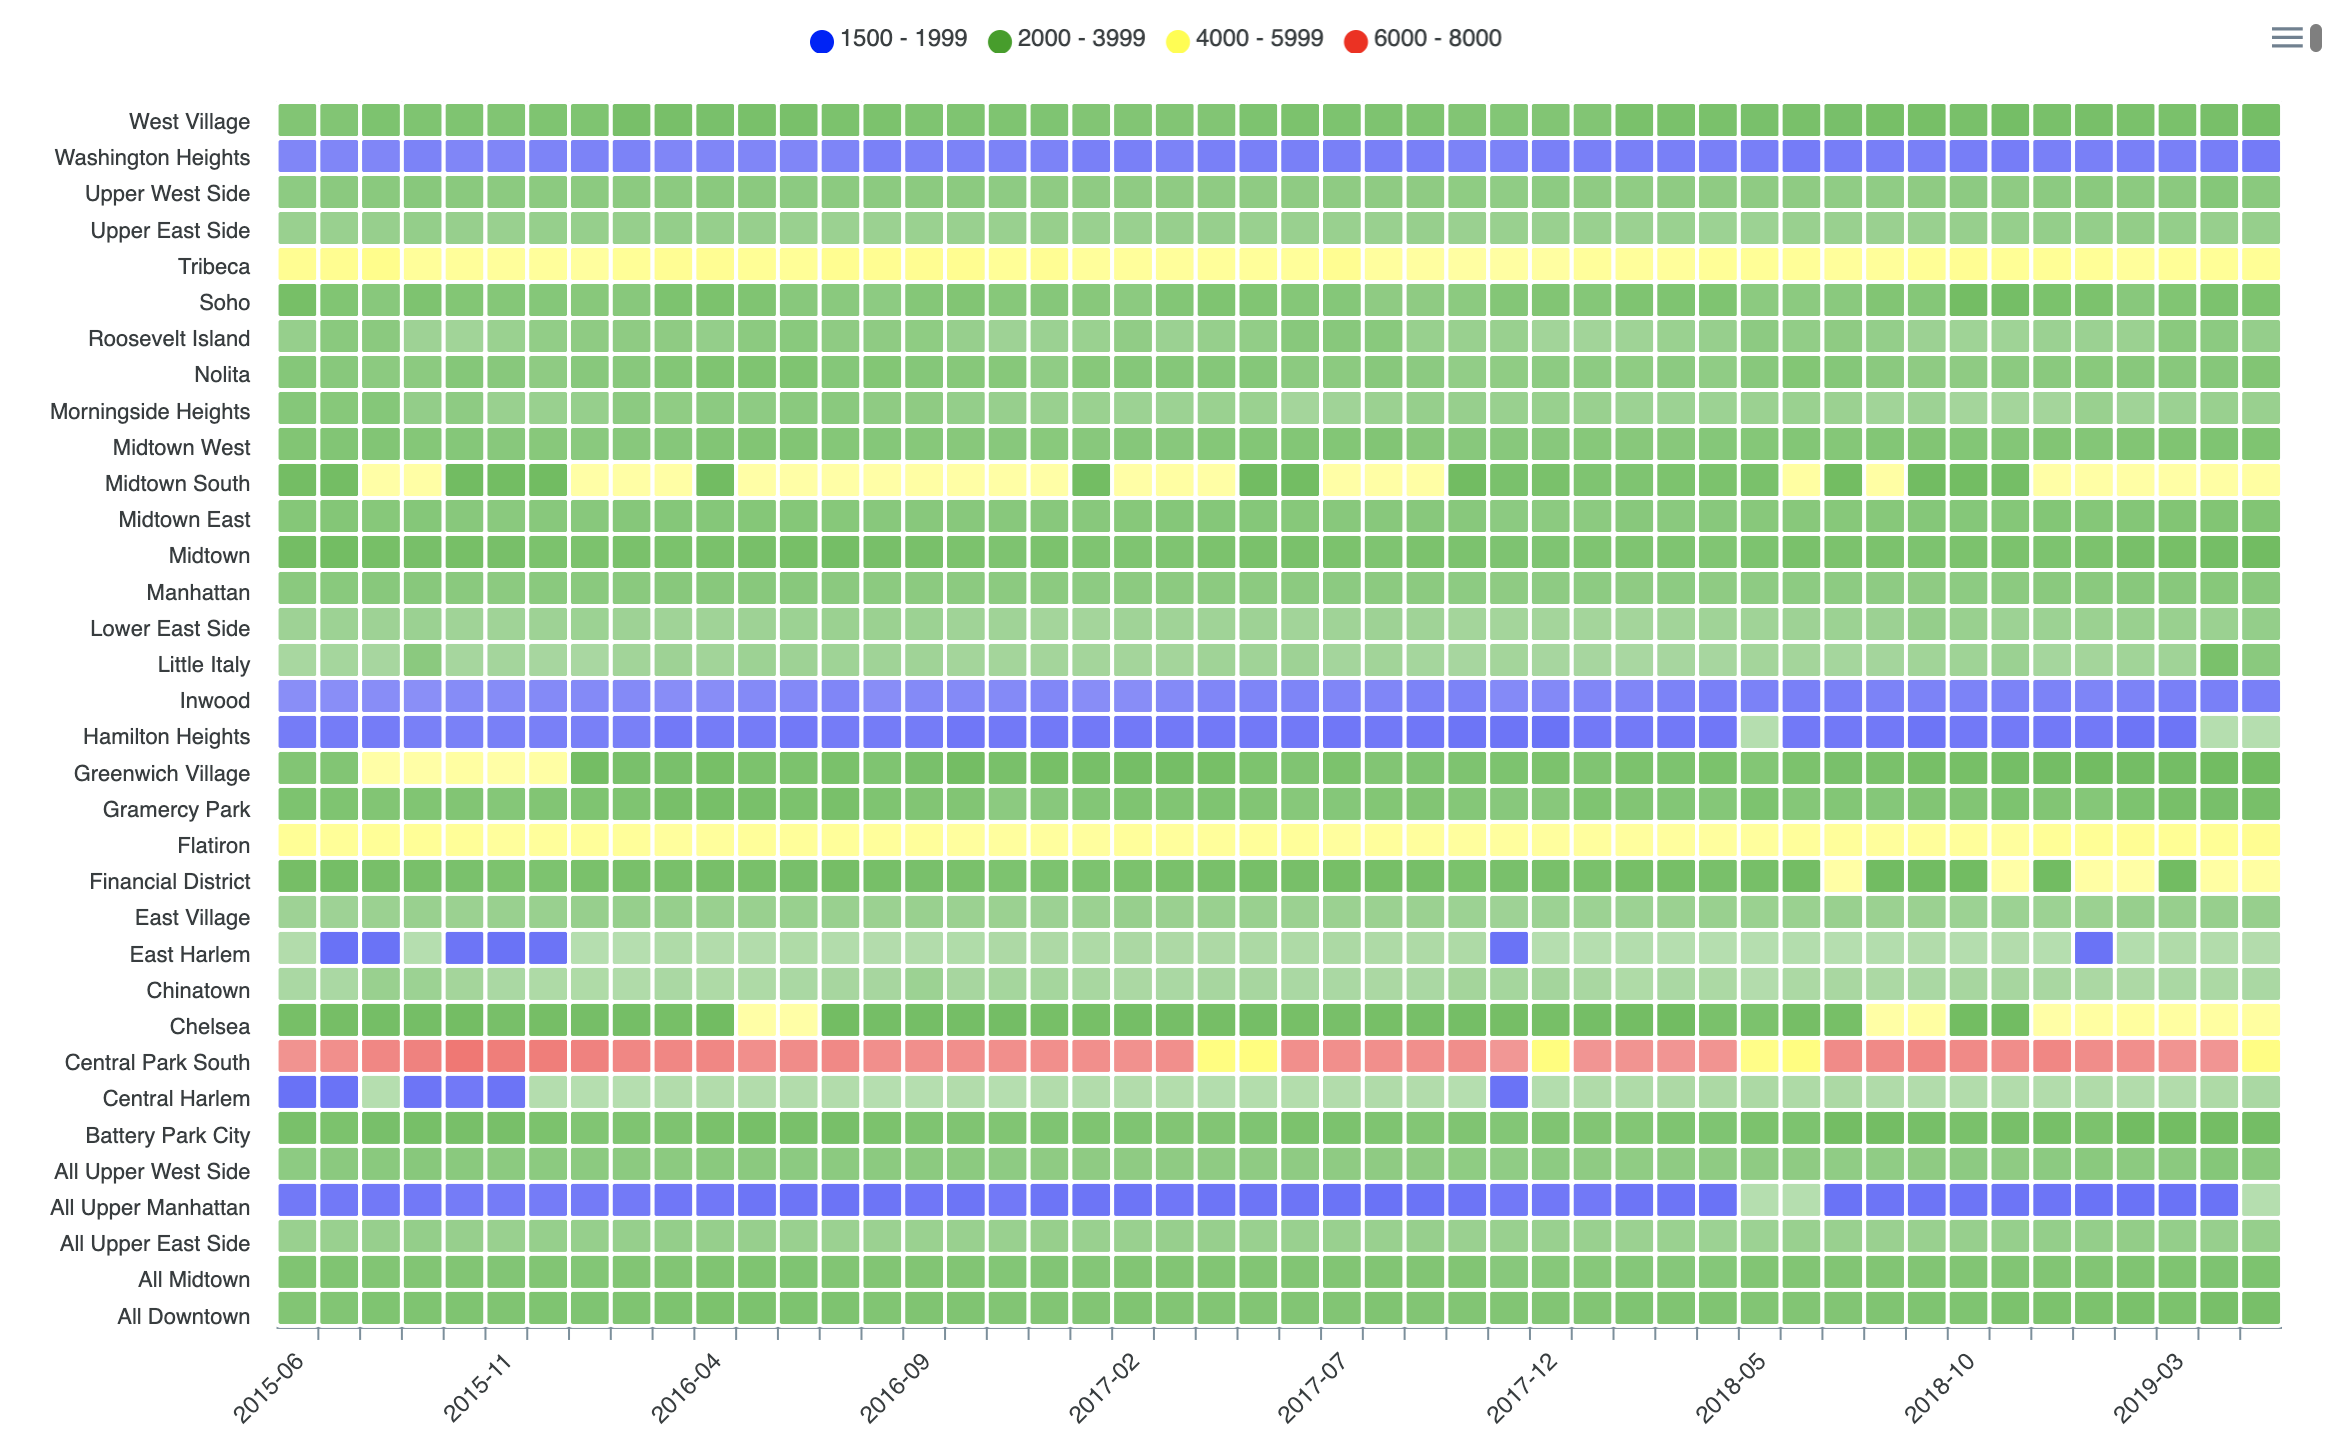 1500 - 1999 2000 - 3999 4000 - 5999 6000 - 8000
West Village
Washington Heights
Upper West Side
Upper East Side
Tribeca
Soho
Roosevelt Island
Nolita
Morningside Heights
Midtown West
Midtown South
Midtown East
Midtown
Manhattan
Lower East Side
Little Italy
Inwood
Hamilton Heights
Greenwich Village
Gramercy Park
Flatiron
Financial District
East Village
East Harlem
Chinatown
Chelsea
Central Park South
Central Harlem
Battery Park City
All Upper West Side
All Upper Manhattan
All Upper East Side
All Midtown
All Downtown
2015-06 2015-11 2016-04 2016-09 2017-02 2017-07 2017-12 2018-05 2018-10 2019-03